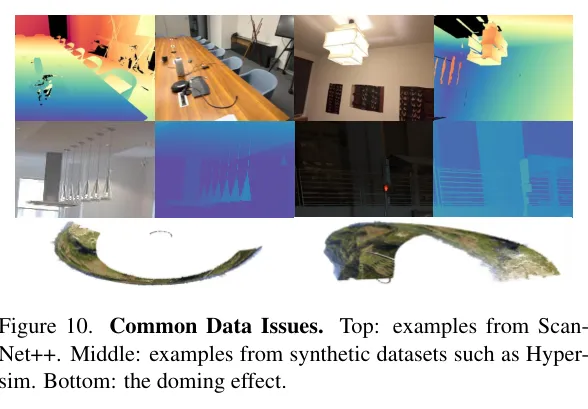 Figure 10. Common Data Issues. Top: examples from Scan-
Net++. Middle: examples from synthetic datasets such as Hyper-
sim. Bottom: the doming effect.